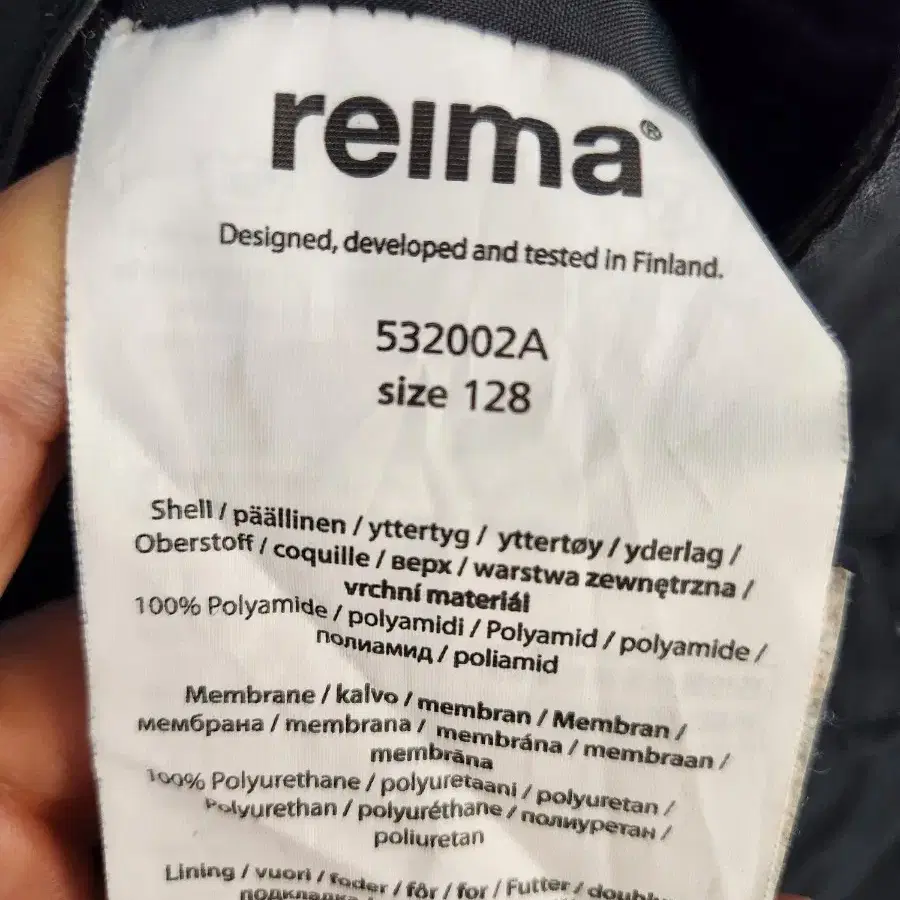 reima®
Designed, developed and tested in Finland.
532002A
size 128
Shell / päällinen / yttertyg / yttertøy / yderlag /
Oberstoff / coquille / верх / warstwa zewnętrzna /
vrchní materiál
100% Polyamide / polyamidi / Polyamid / polyamide /
полиамид / poliamid
Membrane / kalvo / membran / Membran /
мембрана / membrana / membrána / membraan /
membrāna
100% Polyurethane / polyuretaani / polyuretan /
Polyurethan / polyuréthane / полиуретан /
poliuretan
Lining / vuori / foder / fôr / for / Futter /
подкладка /